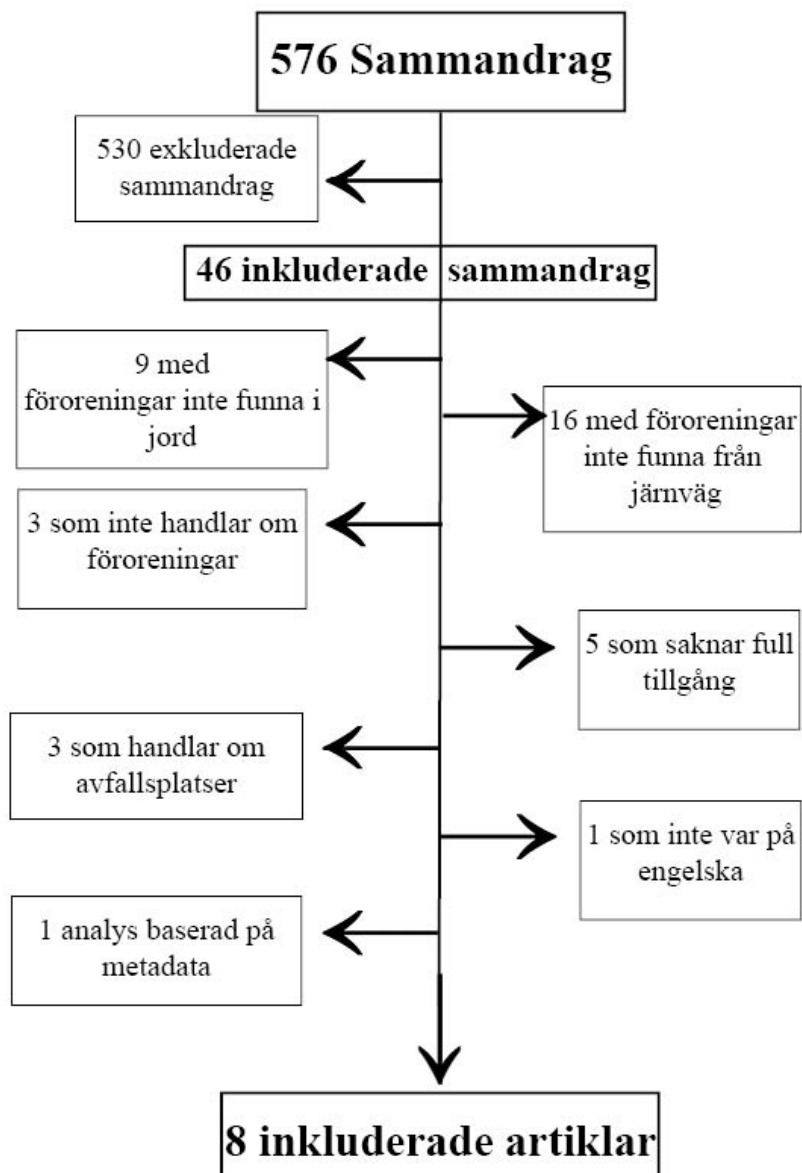 576 Sammandrag
530 exkluderade
sammandrag
46 inkluderade sammandrag
9 med
föroreningar inte funna i
jord
16 med föroreningar
inte funna från
järnväg
3 som inte handlar om
föroreningar
5 som saknar full
tillgång
3 som handlar om
avfallsplatser
1 som inte var på
engelska
1 analys baserad på
metadata
8 inkluderade artiklar